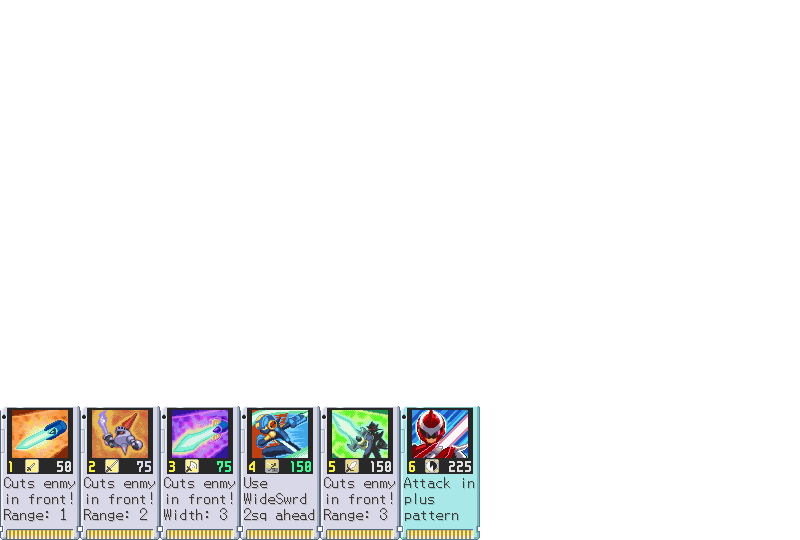 1 50
Cuts enmy
in front!
Range: 1
2 75
Cuts enmy
in front!
Range: 2
3 75
Cuts enmy
in front!
Width: 3
4 150
Use
WideSwrd
2sq ahead
5 150
Cuts enmy
in front!
Range: 3
6 225
Attack in
plus
pattern